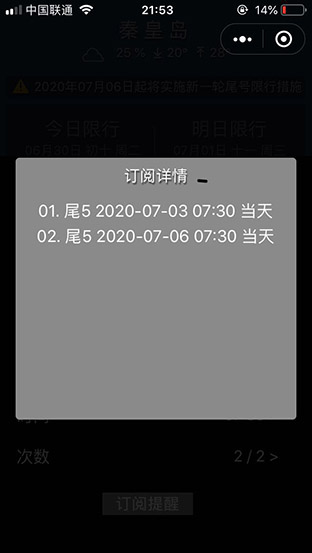 中国联通 21:53 14%
秦皇岛
25% 20° 28
2020年07月06日起将实施新一轮尾号限行措施
今日限行 明日限行
06月30日 初十 周二 07月01日 十一 周三
订阅详情
01. 尾5 2020-07-03 07:30 当天
02. 尾5 2020-07-06 07:30 当天
次数 2 / 2 >
订阅提醒